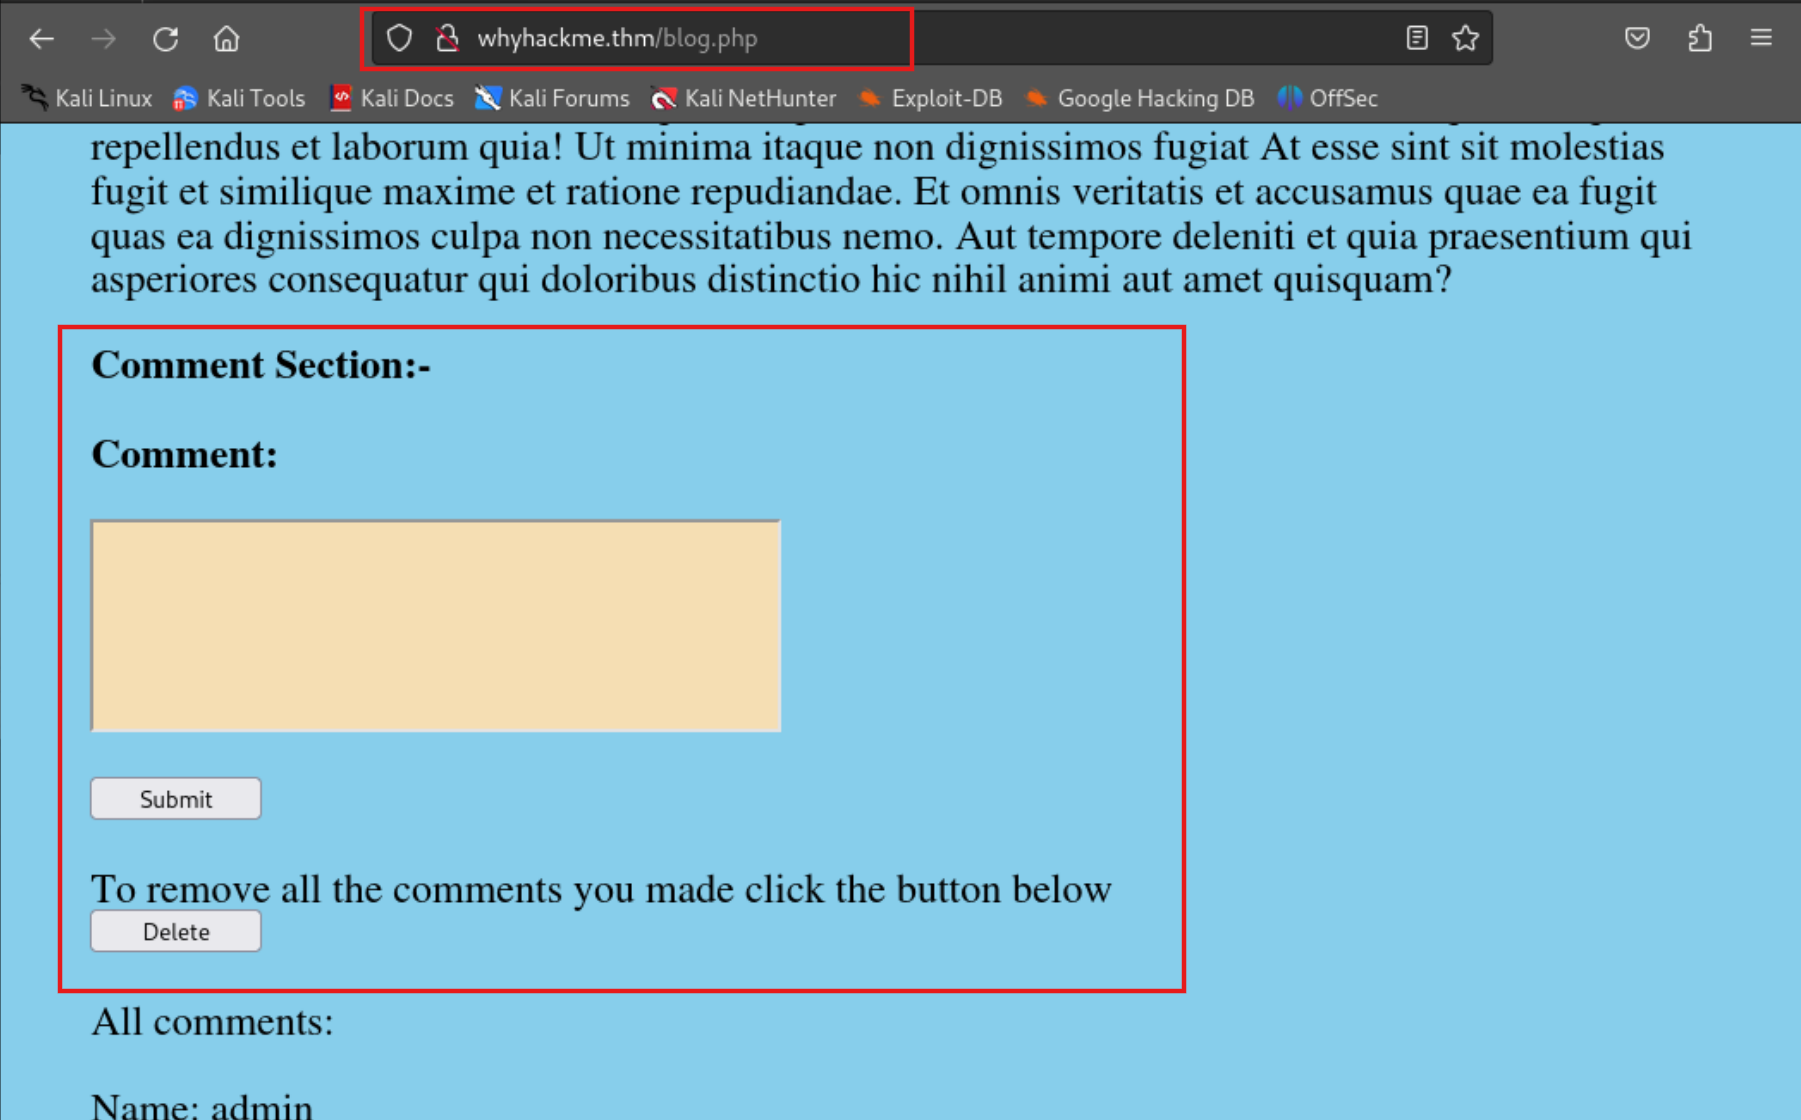 whyhackme.thm/blog.php
Kali Linux Kali Tools Kali Docs Kali Forums Kali NetHunter Exploit-DB Google Hacking DB OffSec
repellendus et laborum quia! Ut minima itaque non dignissimos fugiat At esse sint sit molestias
fugit et similique maxime et ratione repudiandae. Et omnis veritatis et accusamus quae ea fugit
quas ea dignissimos culpa non necessitatibus nemo. Aut tempore deleniti et quia praesentium qui
asperiores consequatur qui doloribus distinctio hic nihil animi aut amet quisquam?
Comment Section:-
Comment:
Submit
To remove all the comments you made click the button below
Delete
All comments:
Name: admin